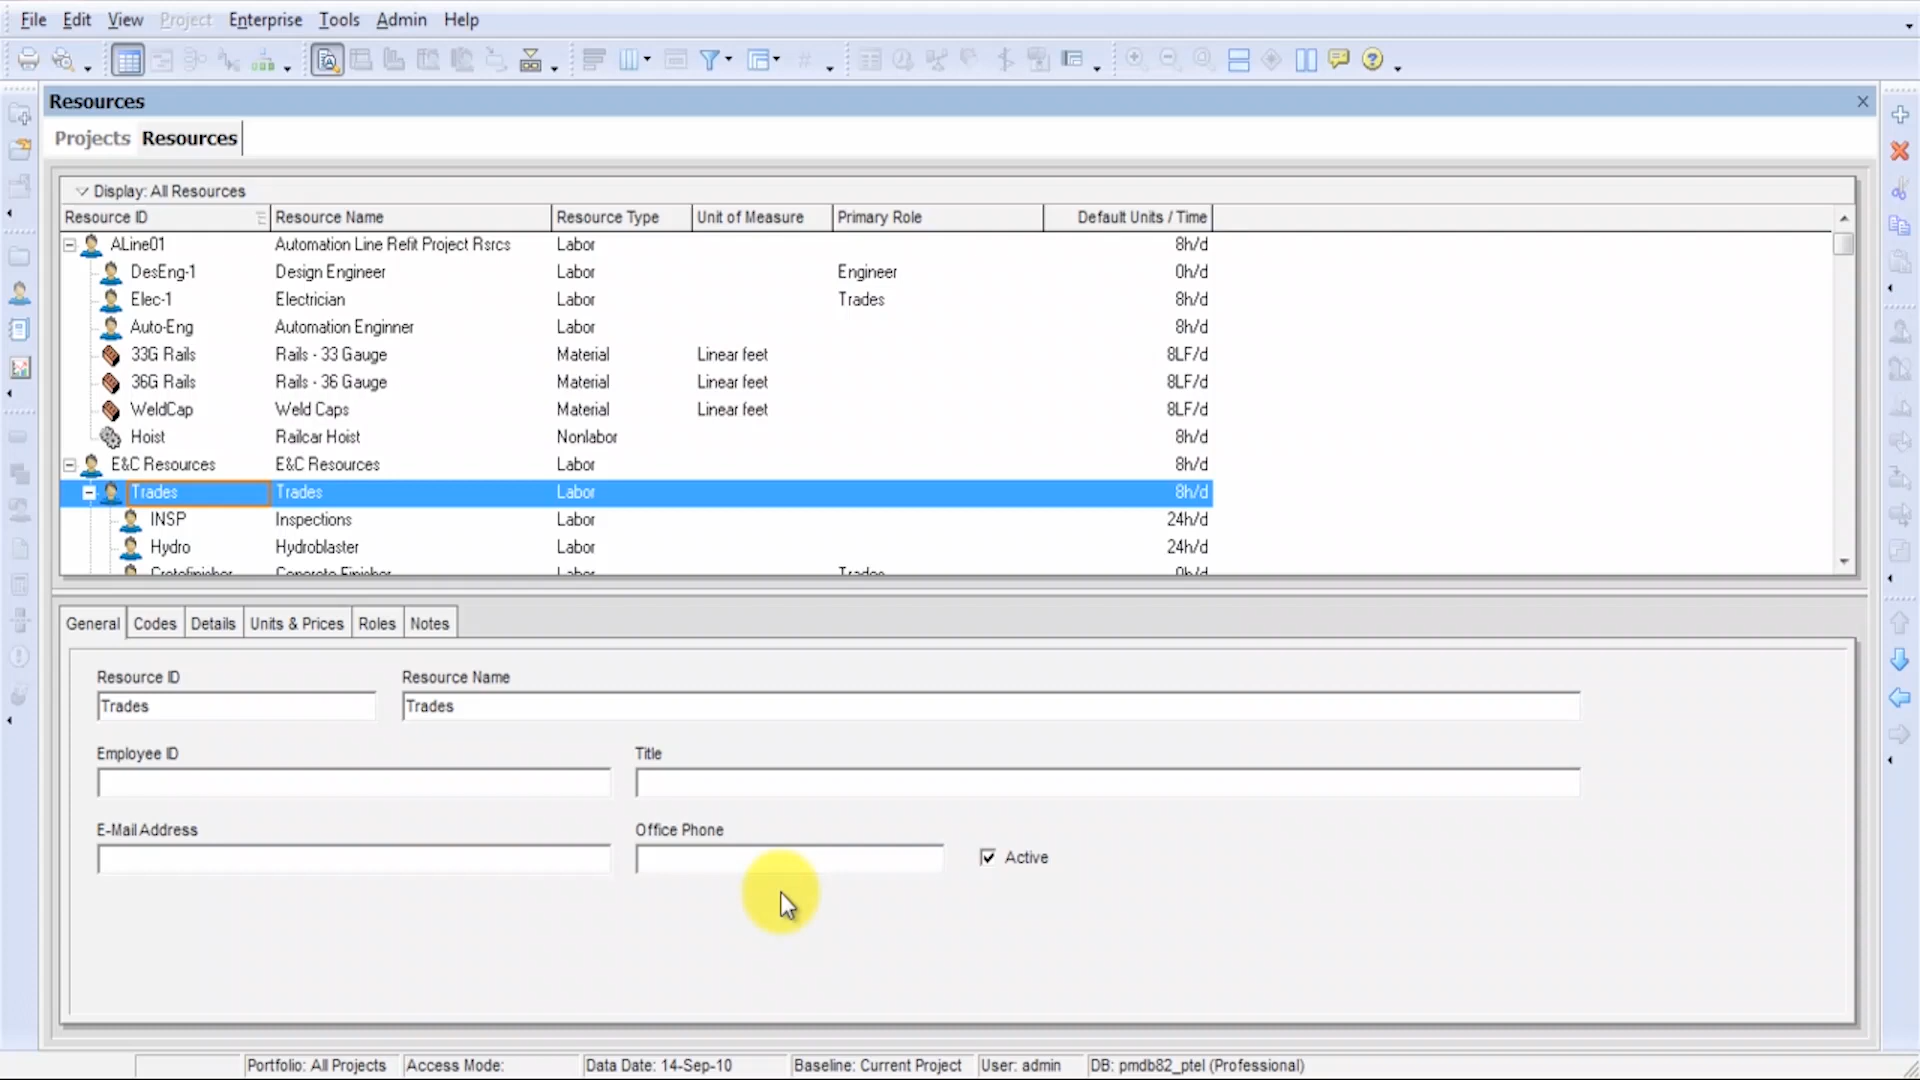 File Edit View Project Enterprise Tools Admin Help
Resources
Projects Resources
Display: All Resources
Resource ID Resource Name Resource Type Unit of Measure Primary Role Default Units / Time
ALine01 Automation Line Refit Project Rsrcs Labor 8h/d
DesEng-1 Design Engineer Labor Engineer 0h/d
Elec-1 Electrician Labor Trades 8h/d
Auto-Eng Automation Enginner Labor 8h/d
33G Rails Rails - 33 Gauge Material Linear feet 8LF/d
36G Rails Rails - 36 Gauge Material Linear feet 8LF/d
WeldCap Weld Caps Material Linear feet 8LF/d
Hoist Railcar Hoist Nonlabor 8h/d
E&C Resources E&C Resources Labor 8h/d
Trades Trades Labor 8h/d
INSP Inspections Labor 24h/d
Hydro Hydroblaster Labor 24h/d
Cretefinisher Concrete Finisher Labor Trades 0h/d
General Codes Details Units & Prices Roles Notes
Resource ID Resource Name
Trades Trades
Employee ID Title
E-Mail Address Office Phone
Active
Portfolio: All Projects Access Mode: Data Date: 14-Sep-10 Baseline: Current Project User: admin DB: pmdb82_ptel (Professional)